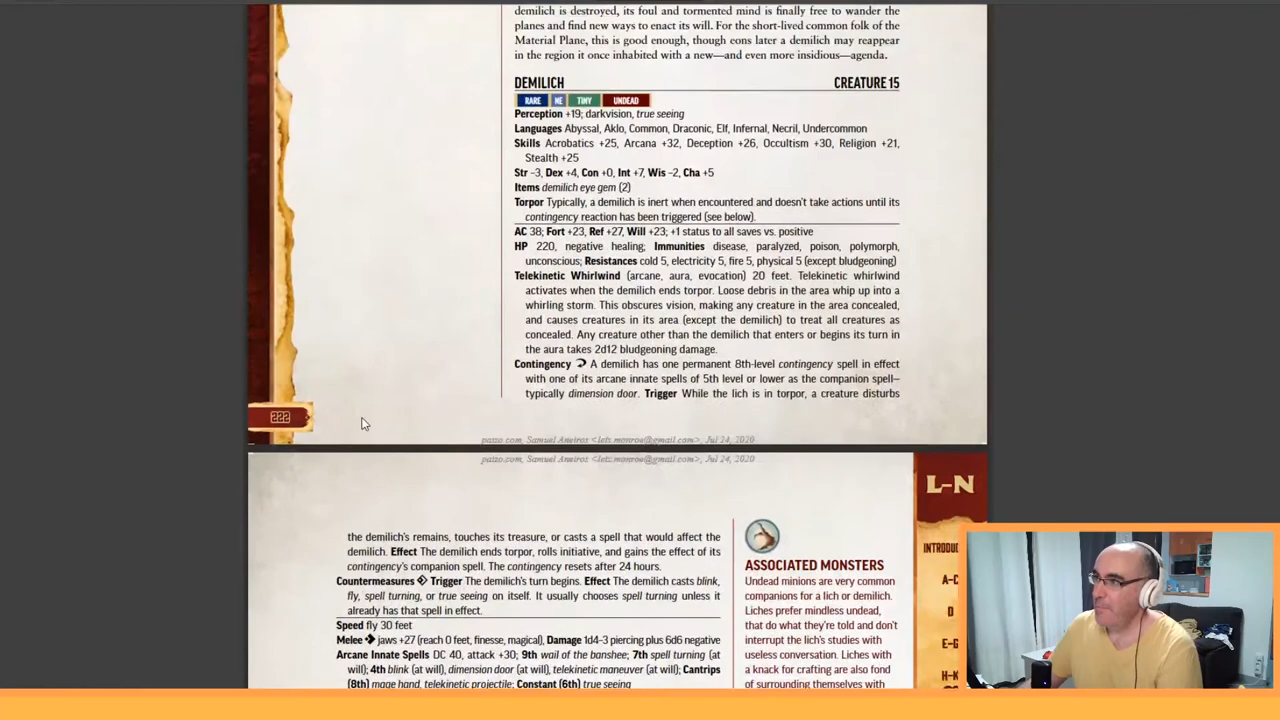 demilich is destroyed, its foul and tormented mind is finally free to wander the
planes and find new ways to enact its will. For the short-lived common folk of the
Material Plane, this is good enough, though eons later a demilich may reappear
in the region it once inhabited with a new—and even more insidious—agenda.
DEMILICH CREATURE 15
RARE NE TINY UNDEAD
Perception +19; darkvision, true seeing
Languages Abyssal, Aklo, Common, Draconic, Elf, Infernal, Necril, Undercommon
Skills Acrobatics +25, Arcana +32, Deception +26, Occultism +30, Religion +21,
Stealth +25
Str –3, Dex +4, Con +0, Int +7, Wis –2, Cha +5
Items demilich eye gem (2)
Torpor Typically, a demilich is inert when encountered and doesn't take actions until its
contingency reaction has been triggered (see below).
AC 38; Fort +23, Ref +27, Will +23; +1 status to all saves vs. positive
HP 220, negative healing; Immunities disease, paralyzed, poison, polymorph,
unconscious; Resistances cold 5, electricity 5, fire 5, physical 5 (except bludgeoning)
Telekinetic Whirlwind (arcane, aura, evocation) 20 feet. Telekinetic whirlwind
activates when the demilich ends torpor. Loose debris in the area whip up into a
whirling storm. This obscures vision, making any creature in the area concealed,
and causes creatures in its area (except the demilich) to treat all creatures as
concealed. Any creature other than the demilich that enters or begins its turn in
the aura takes 2d12 bludgeoning damage.
Contingency A demilich has one permanent 8th-level contingency spell in effect
with one of its arcane innate spells of 5th level or lower as the companion spell—
typically dimension door. Trigger While the lich is in torpor, a creature disturbs
222
paizo.com, Samuel Aneiros <letz.monroe@gmail.com>, Jul 24, 2020
paizo.com, Samuel Aneiros <letz.monroe@gmail.com>, Jul 24, 2020
L–N
the demilich's remains, touches its treasure, or casts a spell that would affect the
demilich. Effect The demilich ends torpor, rolls initiative, and gains the effect of its
contingency's companion spell. The contingency resets after 24 hours.
Countermeasures Trigger The demilich's turn begins. Effect The demilich casts blink,
fly, spell turning, or true seeing on itself. It usually chooses spell turning unless it
already has that spell in effect.
Speed fly 30 feet
Melee jaws +27 (reach 0 feet, finesse, magical), Damage 1d4-3 piercing plus 6d6 negative
Arcane Innate Spells DC 40, attack +30; 9th wail of the banshee; 7th spell turning (at
will); 4th blink (at will), dimension door (at will), telekinetic maneuver (at will); Cantrips
(8th) mage hand, telekinetic projectile; Constant (6th) true seeing
ASSOCIATED MONSTERS
Undead minions are very common
companions for a lich or demilich.
Liches prefer mindless undead,
that do what they're told and don't
interrupt the lich's studies with
useless conversation. Liches with
a knack for crafting are also fond
of surrounding themselves with
A-C
D
E-G
H-K